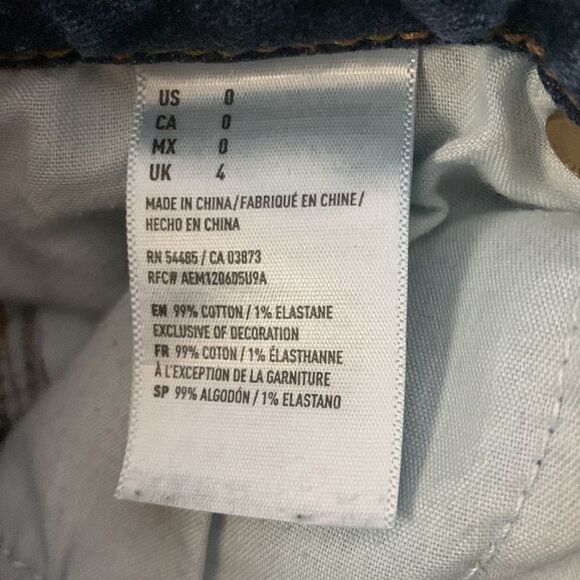 US 0
CA 0
MX 0
UK 4
MADE IN CHINA/FABRIQUÉ EN CHINE/
HECHO EN CHINA
RN 54485 / CA 03873
RFC# AEM120605U9A
EN 99% COTTON / 1% ELASTANE
EXCLUSIVE OF DECORATION
FR 99% COTON / 1% ÉLASTHANNE
À L'EXCEPTION DE LA GARNITURE
SP 99% ALGODÓN / 1% ELASTANO